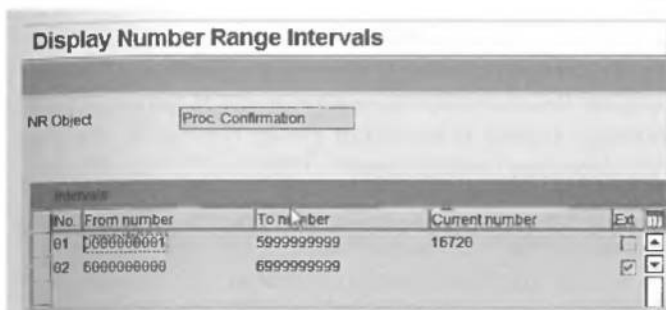 Display Number Range Intervals
NR Object Proc. Confirmation
Intervals
No. From number To number Current number Ext
01 0000000001 5999999999 16720
02 6000000000 6999999999